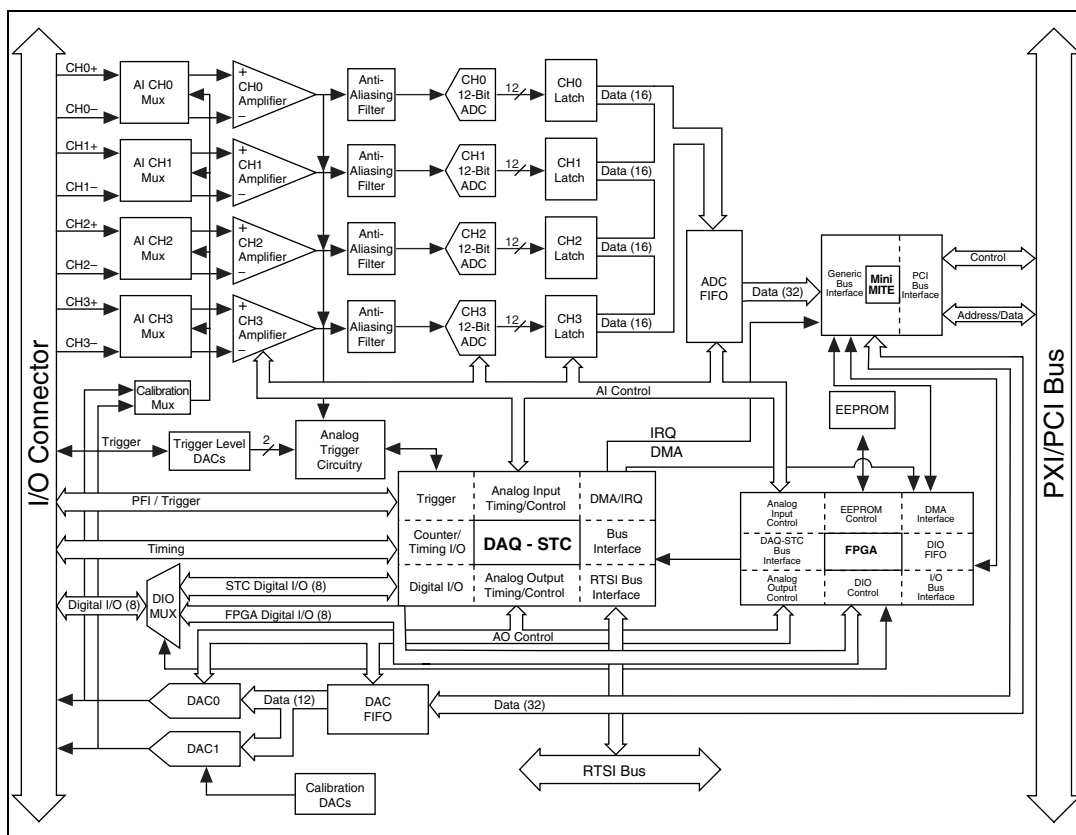 I/O Connector
PXI/PCI Bus
CH0+
CH0–
AI CH0
Mux
+
CH0
Amplifier
–
Anti-
Aliasing
Filter
CH0
12-Bit
ADC
12
CH0
Latch
Data (16)
CH1+
CH1–
AI CH1
Mux
+
CH1
Amplifier
–
Anti-
Aliasing
Filter
CH1
12-Bit
ADC
12
CH1
Latch
Data (16)
CH2+
CH2–
AI CH2
Mux
+
CH2
Amplifier
–
Anti-
Aliasing
Filter
CH2
12-Bit
ADC
12
CH2
Latch
Data (16)
CH3+
CH3–
AI CH3
Mux
+
CH3
Amplifier
–
Anti-
Aliasing
Filter
CH3
12-Bit
ADC
12
CH3
Latch
Data (16)
ADC
FIFO
Data (32)
Generic
Bus
Interface
Mini
MITE
PCI
Bus
Interface
Control
Address/Data
Calibration
Mux
AI Control
EEPROM
Trigger
Trigger Level
DACs
2
Analog
Trigger
Circuitry
IRQ
DMA
PFI / Trigger
Timing
Trigger
Analog Input
Timing/Control
DMA/IRQ
Counter/
Timing I/O
DAQ - STC
Bus
Interface
Digital I/O
Analog Output
Timing/Control
RTSI Bus
Interface
Analog
Input
Control
EEPROM
Control
DMA
Interface
DAQ-STC
Bus
Interface
FPGA
DIO
FIFO
Analog
Output
Control
DIO
Control
I/O
Bus
Interface
Digital I/O (8)
DIO
MUX
STC Digital I/O (8)
FPGA Digital I/O (8)
AO Control
DAC0
Data (12)
DAC
FIFO
Data (32)
DAC1
Calibration
DACs
RTSI Bus